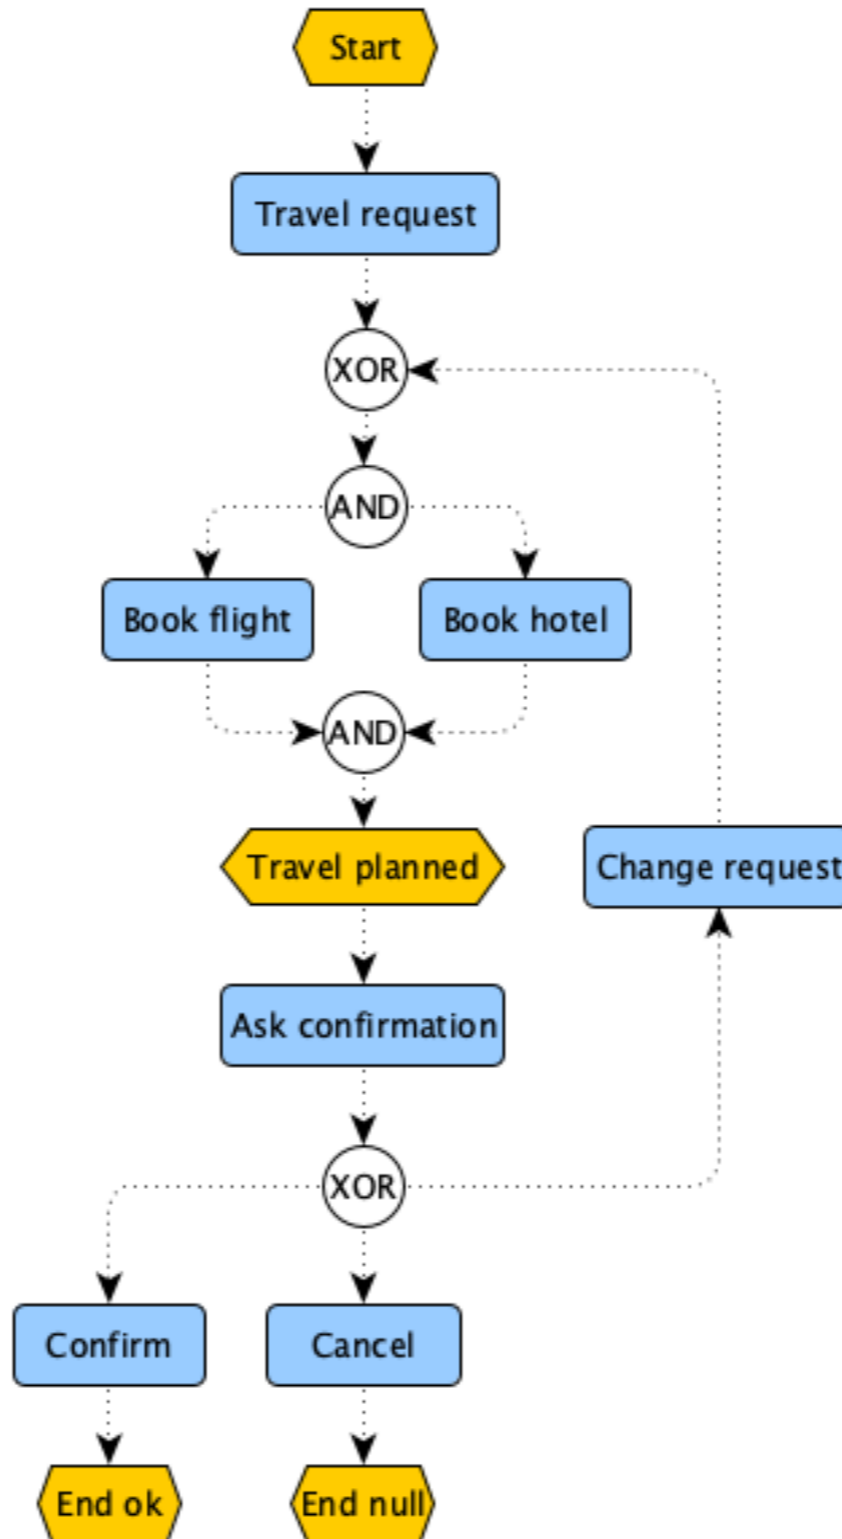 Start
Travel request
XOR
AND
Book flight
Book hotel
AND
Travel planned
Change request
Ask confirmation
XOR
Confirm
Cancel
End ok
End null